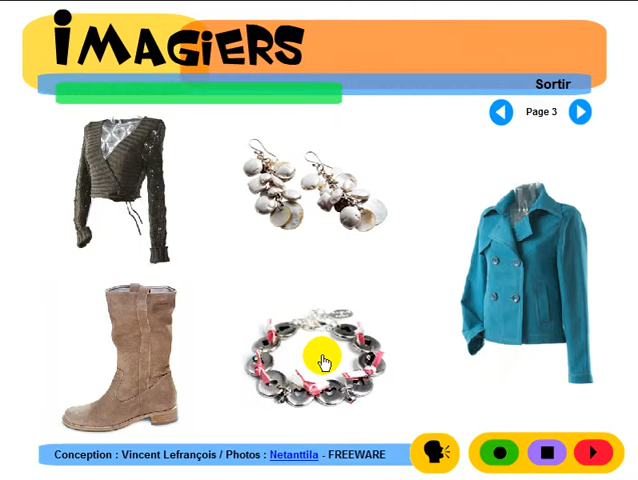 iMAGiERS
Sortir
Page 3
Conception : Vincent Lefrançois / Photos : Netanttila - FREEWARE